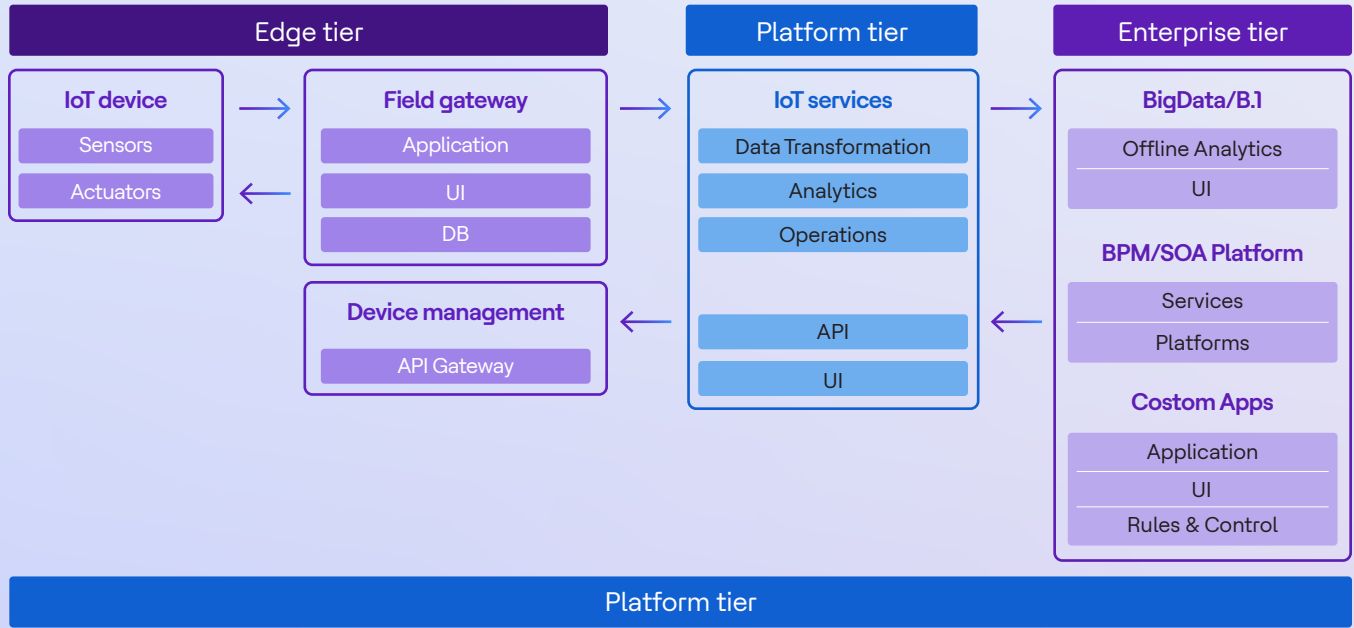 Edge tier
Platform tier
Enterprise tier
IoT device
Sensors
Actuators
Field gateway
Application
UI
DB
Device management
API Gateway
IoT services
Data Transformation
Analytics
Operations
API
UI
BigData/B.1
Offline Analytics
UI
BPM/SOA Platform
Services
Platforms
Costom Apps
Application
UI
Rules & Control
Platform tier